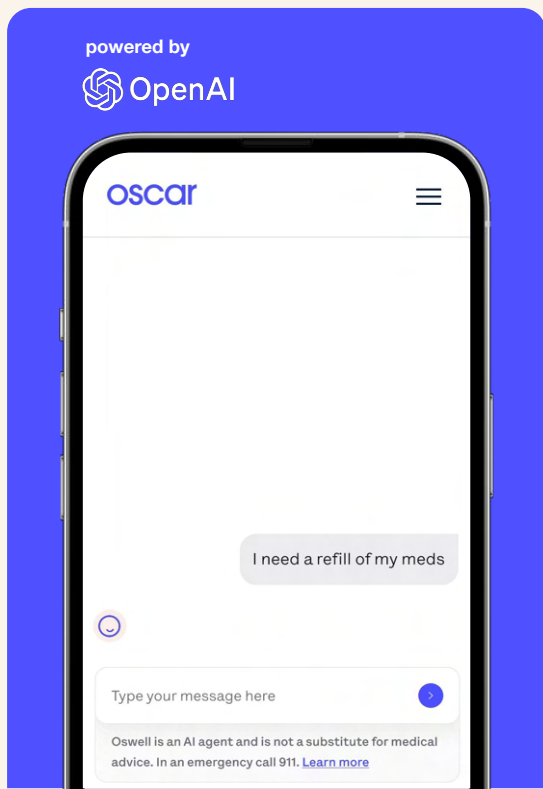 powered by
OpenAI
oscar
I need a refill of my meds
Type your message here
Oswell is an AI agent and is not a substitute for medical
advice. In an emergency call 911. Learn more